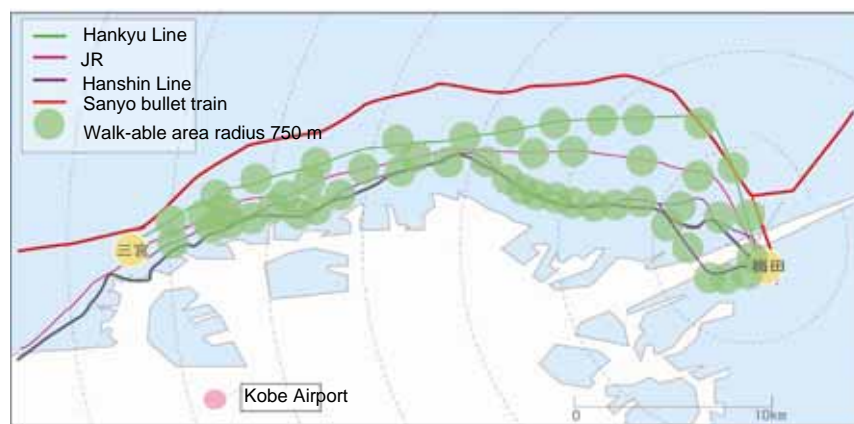 Hankyu Line
JR
Hanshin Line
Sanyo bullet train
Walk-able area radius 750 m
三宮
梅田
Kobe Airport
0 10km